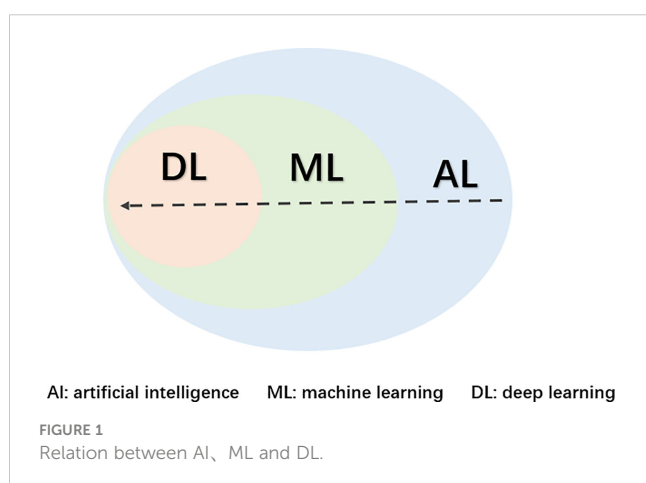 DL ML AL
AI: artificial intelligence ML: machine learning DL: deep learning
FIGURE 1
Relation between AI、ML and DL.